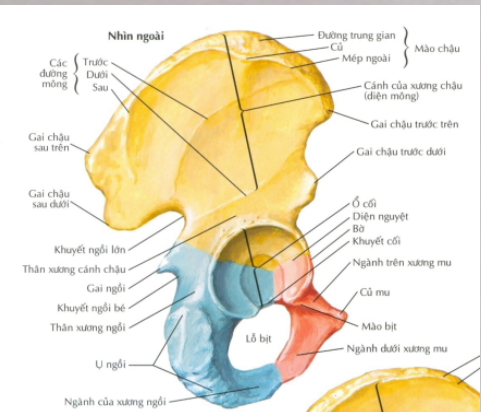 Nhìn ngoài
Các
đường
mông
Trước
Dưới
Sau
Gai chậu
sau trên
Gai chậu
sau dưới
Khuyết ngồi lớn
Thân xương cánh chậu
Gai ngồi
Khuyết ngồi bé
Thân xương ngồi
Ụ ngồi
Ngành của xương ngồi
Đường trung gian
Củ
Mép ngoài
Mào chậu
Cánh của xương chậu
(diện mông)
Gai chậu trước trên
Gai chậu trước dưới
Ổ cối
Diện nguyệt
Bờ
Khuyết cối
Ngành trên xương mu
Củ mu
Mào bịt
Ngành dưới xương mu
Lỗ bịt